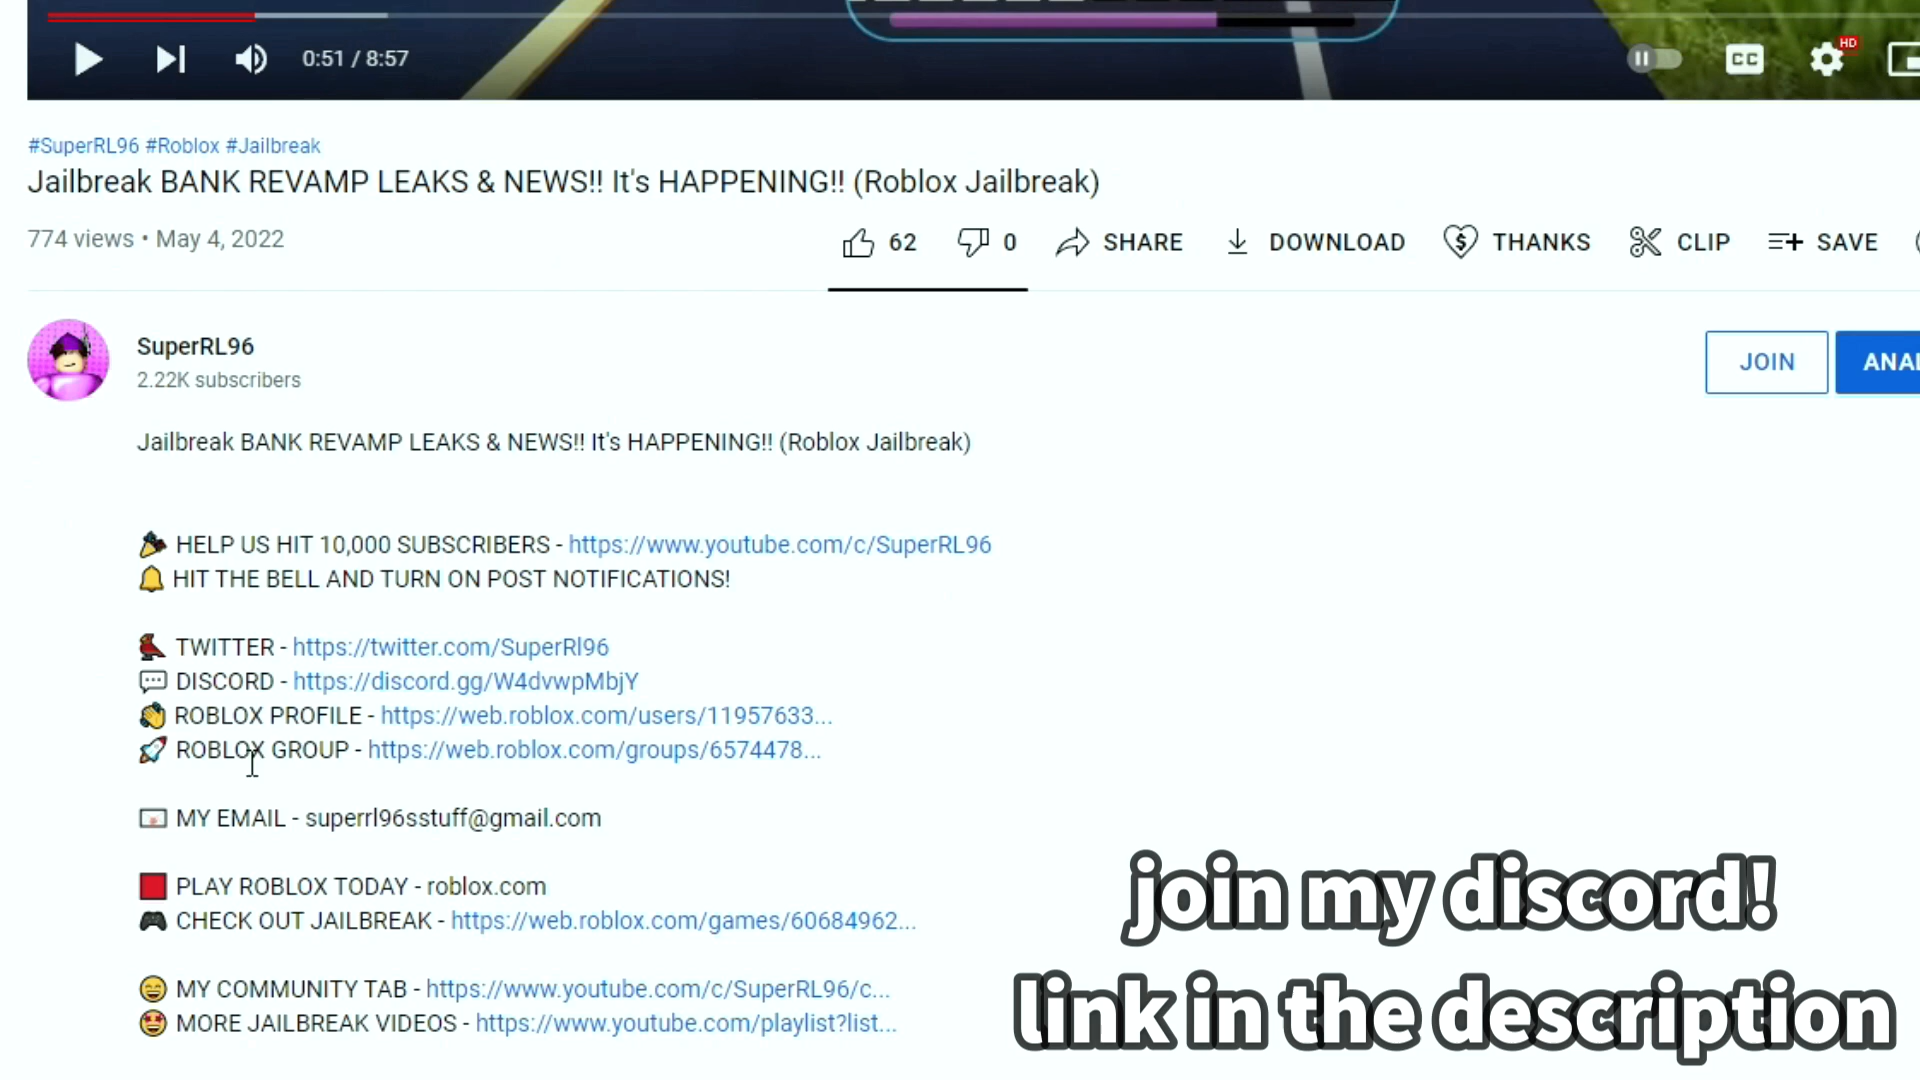 0:51 / 8:57
CC
HD
#SuperRL96 #Roblox #Jailbreak
Jailbreak BANK REVAMP LEAKS & NEWS!! It's HAPPENING!! (Roblox Jailbreak)
774 views • May 4, 2022
62
0
SHARE
DOWNLOAD
THANKS
CLIP
SAVE
SuperRL96
2.22K subscribers
JOIN
ANAL
Jailbreak BANK REVAMP LEAKS & NEWS!! It's HAPPENING!! (Roblox Jailbreak)
HELP US HIT 10,000 SUBSCRIBERS - https://www.youtube.com/c/SuperRL96
HIT THE BELL AND TURN ON POST NOTIFICATIONS!
TWITTER - https://twitter.com/SuperRl96
DISCORD - https://discord.gg/W4dvwpMbjY
ROBLOX PROFILE - https://web.roblox.com/users/11957633...
ROBLOX GROUP - https://web.roblox.com/groups/6574478...
MY EMAIL - superrl96sstuff@gmail.com
PLAY ROBLOX TODAY - roblox.com
CHECK OUT JAILBREAK - https://web.roblox.com/games/60684962...
MY COMMUNITY TAB - https://www.youtube.com/c/SuperRL96/c...
MORE JAILBREAK VIDEOS - https://www.youtube.com/playlist?list...
join my discord!
link in the description